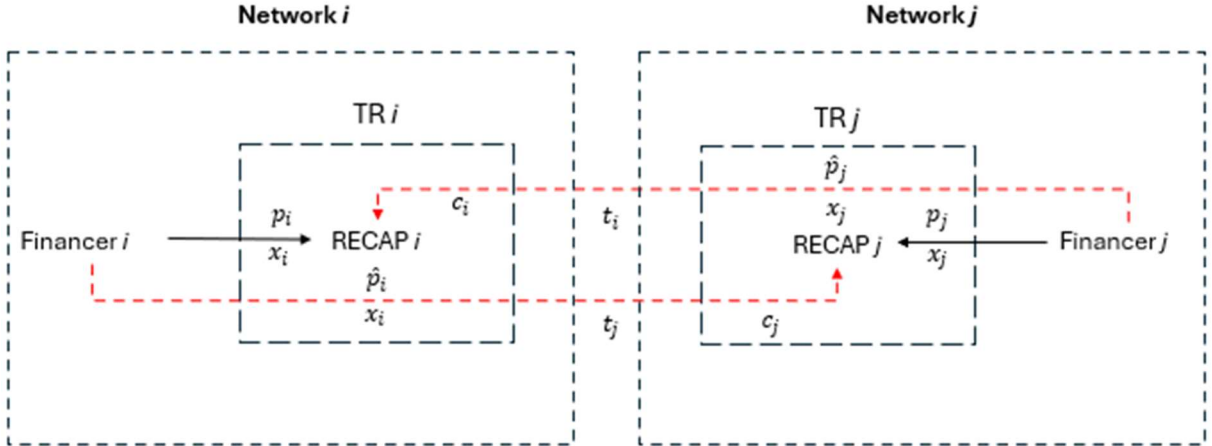 Network i
Network j
TR i
TR j
p̂ⱼ
cᵢ
tᵢ
xⱼ
pᵢ
pⱼ
Financer i
RECAP i
RECAP j
Financer j
xᵢ
xⱼ
p̂ᵢ
xᵢ
tⱼ
cⱼ